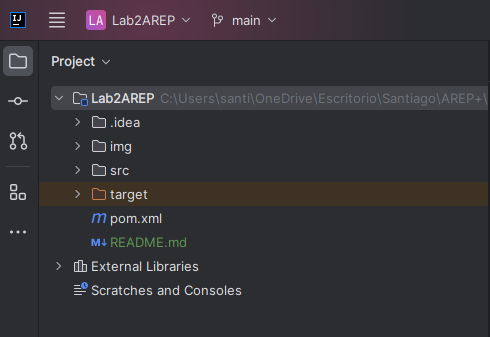 IJ LA Lab2AREP main
Project
Lab2AREP C:\Users\santi\OneDrive\Escritorio\Santiago\AREP+\
.idea
img
src
target
m pom.xml
M↓ README.md
External Libraries
Scratches and Consoles